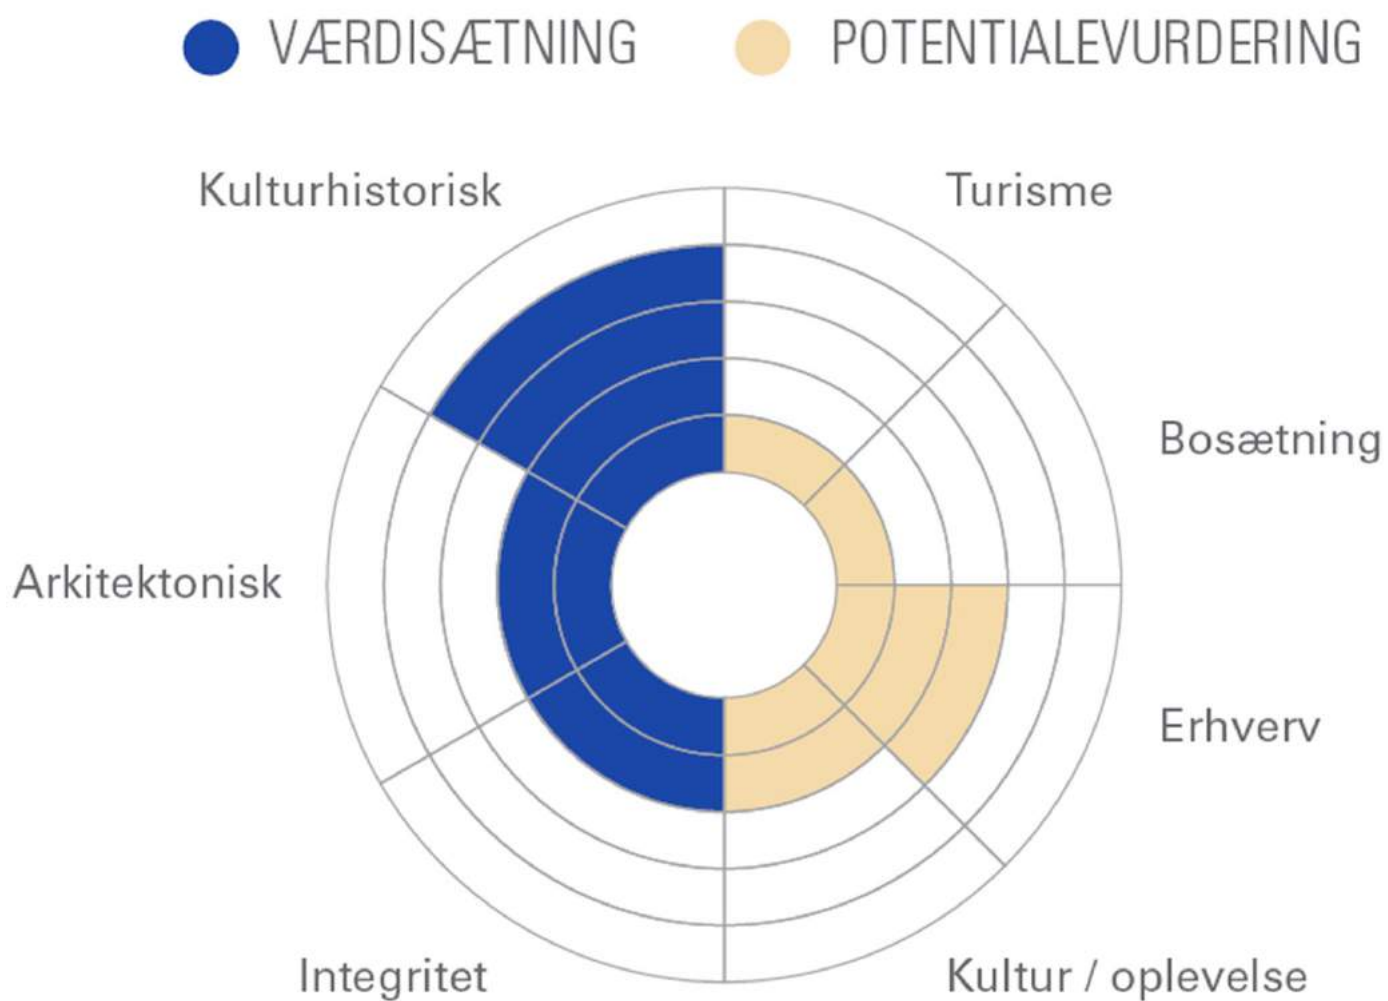 VÆRDISÆTNING
POTENTIALEVURDERING
Kulturhistorisk
Turisme
Bosætning
Arkitektonisk
Erhverv
Integritet
Kultur / oplevelse